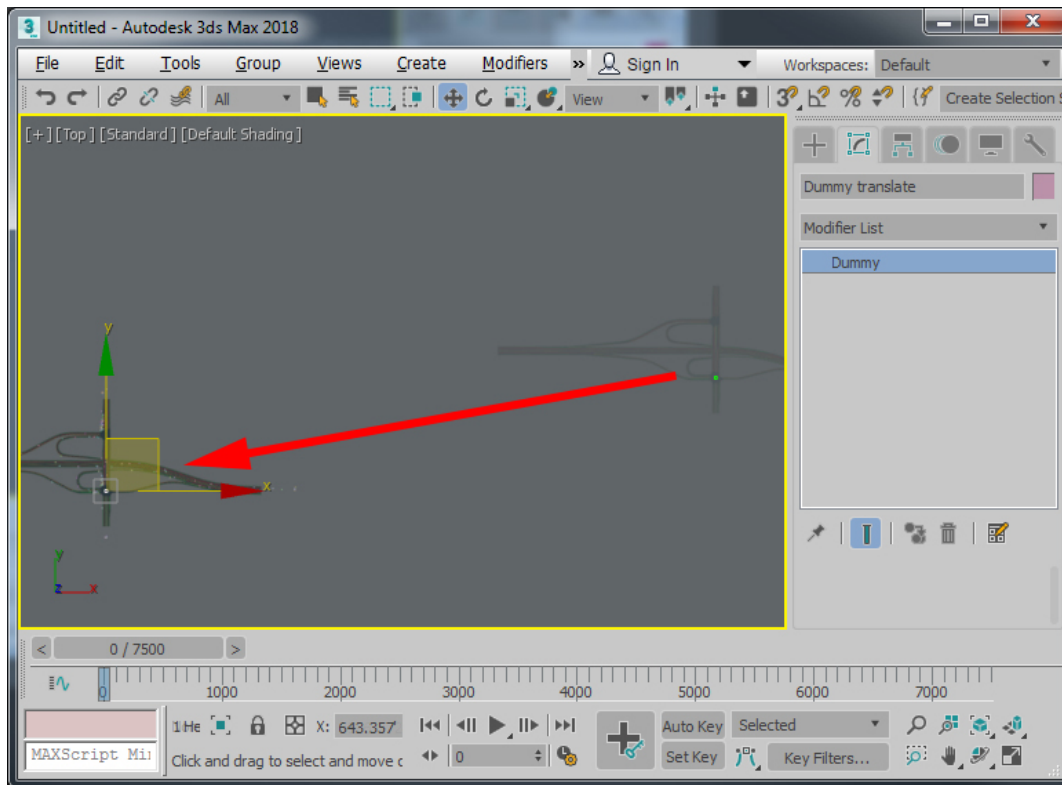 Untitled - Autodesk 3ds Max 2018
File Edit Tools Group Views Create Modifiers » Sign In Workspaces: Default
All View Create Selection S
[+] [Top] [Standard] [Default Shading]
Dummy translate
Modifier List
Dummy
y
x
y
z x
< 0 / 7500 >
0 1000 2000 3000 4000 5000 6000 7000
1 He X: 643.357 Auto Key Selected
MAXScript Mi Click and drag to select and move c 0 Set Key Key Filters...